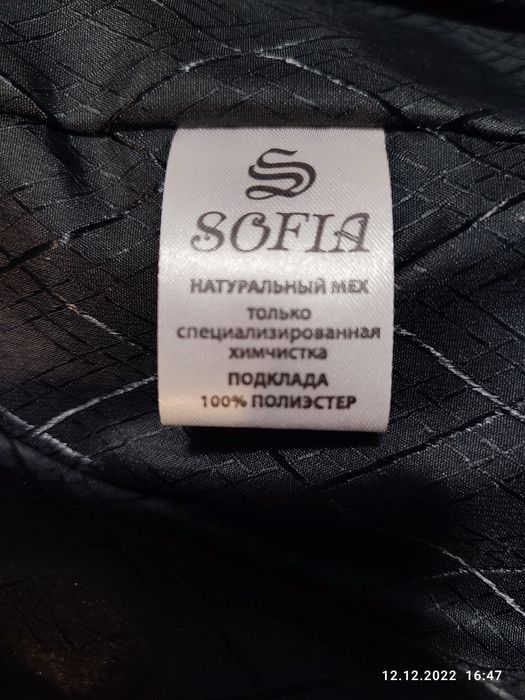 S
SOFIA
НАТУРАЛЬНЫЙ МЕХ
только
специализированная
химчистка
ПОДКЛАДА
100% ПОЛИЭСТЕР
12.12.2022 16:47